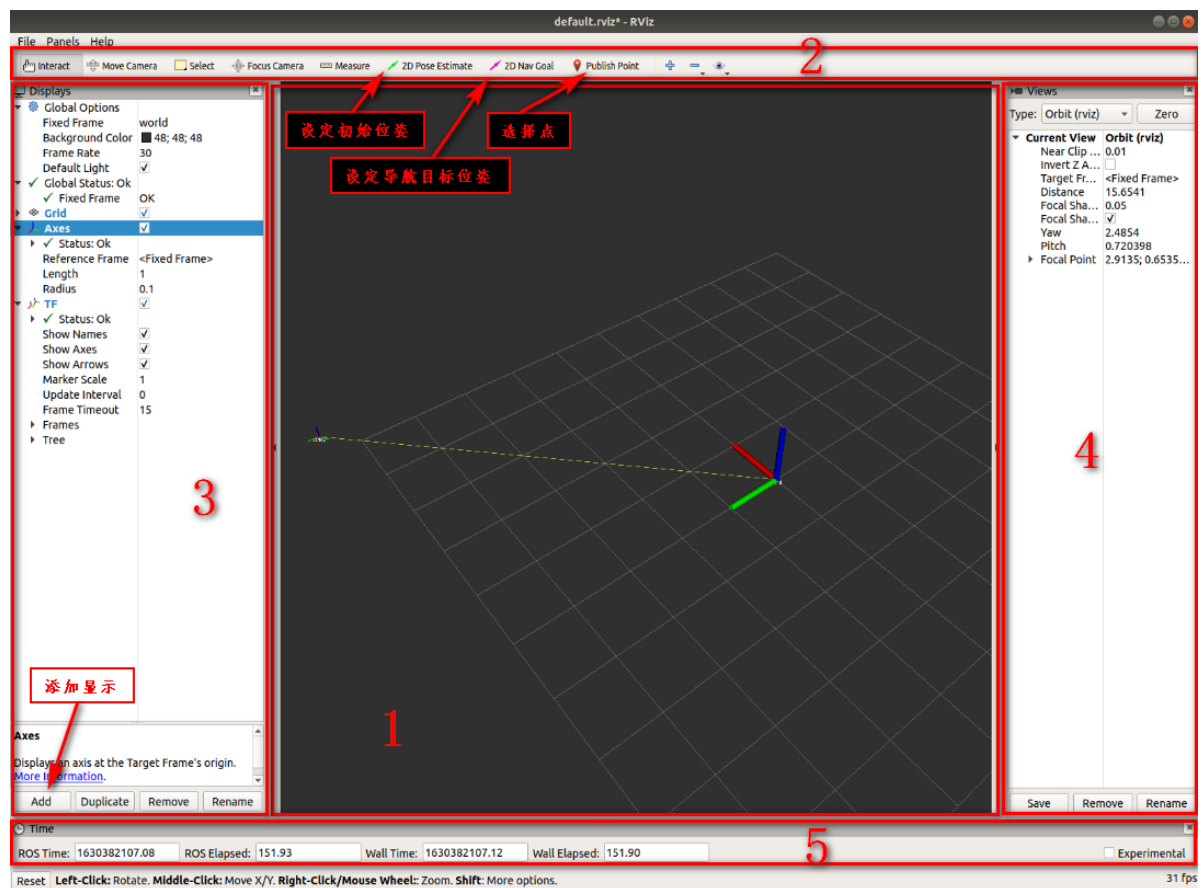 default.rviz* - RViz
File Panels Help
Interact Move Camera Select Focus Camera Measure 2D Pose Estimate 2D Nav Goal Publish Point
2
Displays
Global Options
Fixed Frame world
Background Color 48; 48; 48
Frame Rate 30
Default Light
Global Status: Ok
Fixed Frame OK
Grid
Axes
Status: Ok
Reference Frame <Fixed Frame>
Length 1
Radius 0.1
TF
Status: Ok
Show Names
Show Axes
Show Arrows
Marker Scale 1
Update Interval 0
Frame Timeout 15
Frames
Tree
3
添加显示
Axes
Displays an axis at the Target Frame's origin.
More Information.
Add Duplicate Remove Rename
设定初始位姿
选择点
设定导航目标位姿
1
Views
Type: Orbit (rviz) Zero
Current View Orbit (rviz)
Near Clip ... 0.01
Invert Z A...
Target Fr... <Fixed Frame>
Distance 15.6541
Focal Sha... 0.05
Focal Sha...
Yaw 2.4854
Pitch 0.720398
Focal Point 2.9135; 0.6535...
4
Save Remove Rename
Time
5
ROS Time: 1630382107.08 ROS Elapsed: 151.93 Wall Time: 1630382107.12 Wall Elapsed: 151.90 Experimental
Reset Left-Click: Rotate. Middle-Click: Move X/Y. Right-Click/Mouse Wheel:: Zoom. Shift: More options. 31 fps